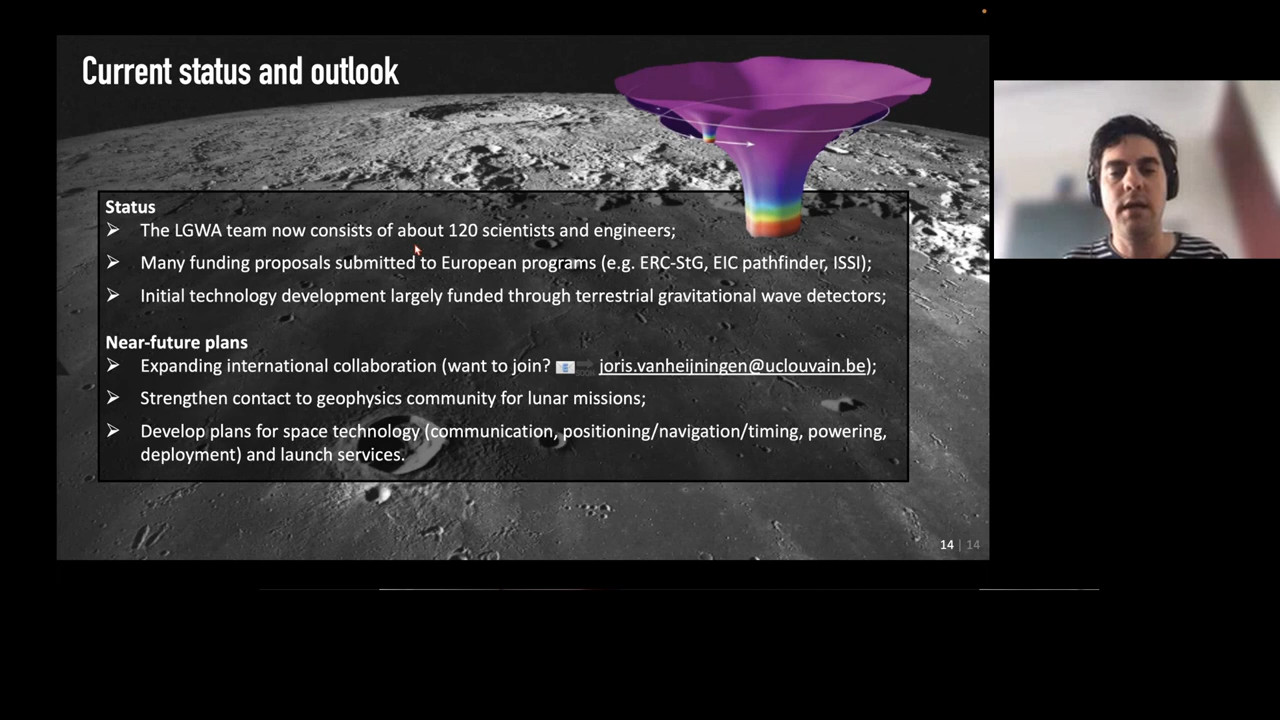 Current status and outlook
Status
➢ The LGWA team now consists of about 120 scientists and engineers;
➢ Many funding proposals submitted to European programs (e.g. ERC-StG, EIC pathfinder, ISSI);
➢ Initial technology development largely funded through terrestrial gravitational wave detectors;
Near-future plans
➢ Expanding international collaboration (want to join? 📧 ➡ joris.vanheijningen@uclouvain.be);
➢ Strengthen contact to geophysics community for lunar missions;
➢ Develop plans for space technology (communication, positioning/navigation/timing, powering,
deployment) and launch services.
14 | 14